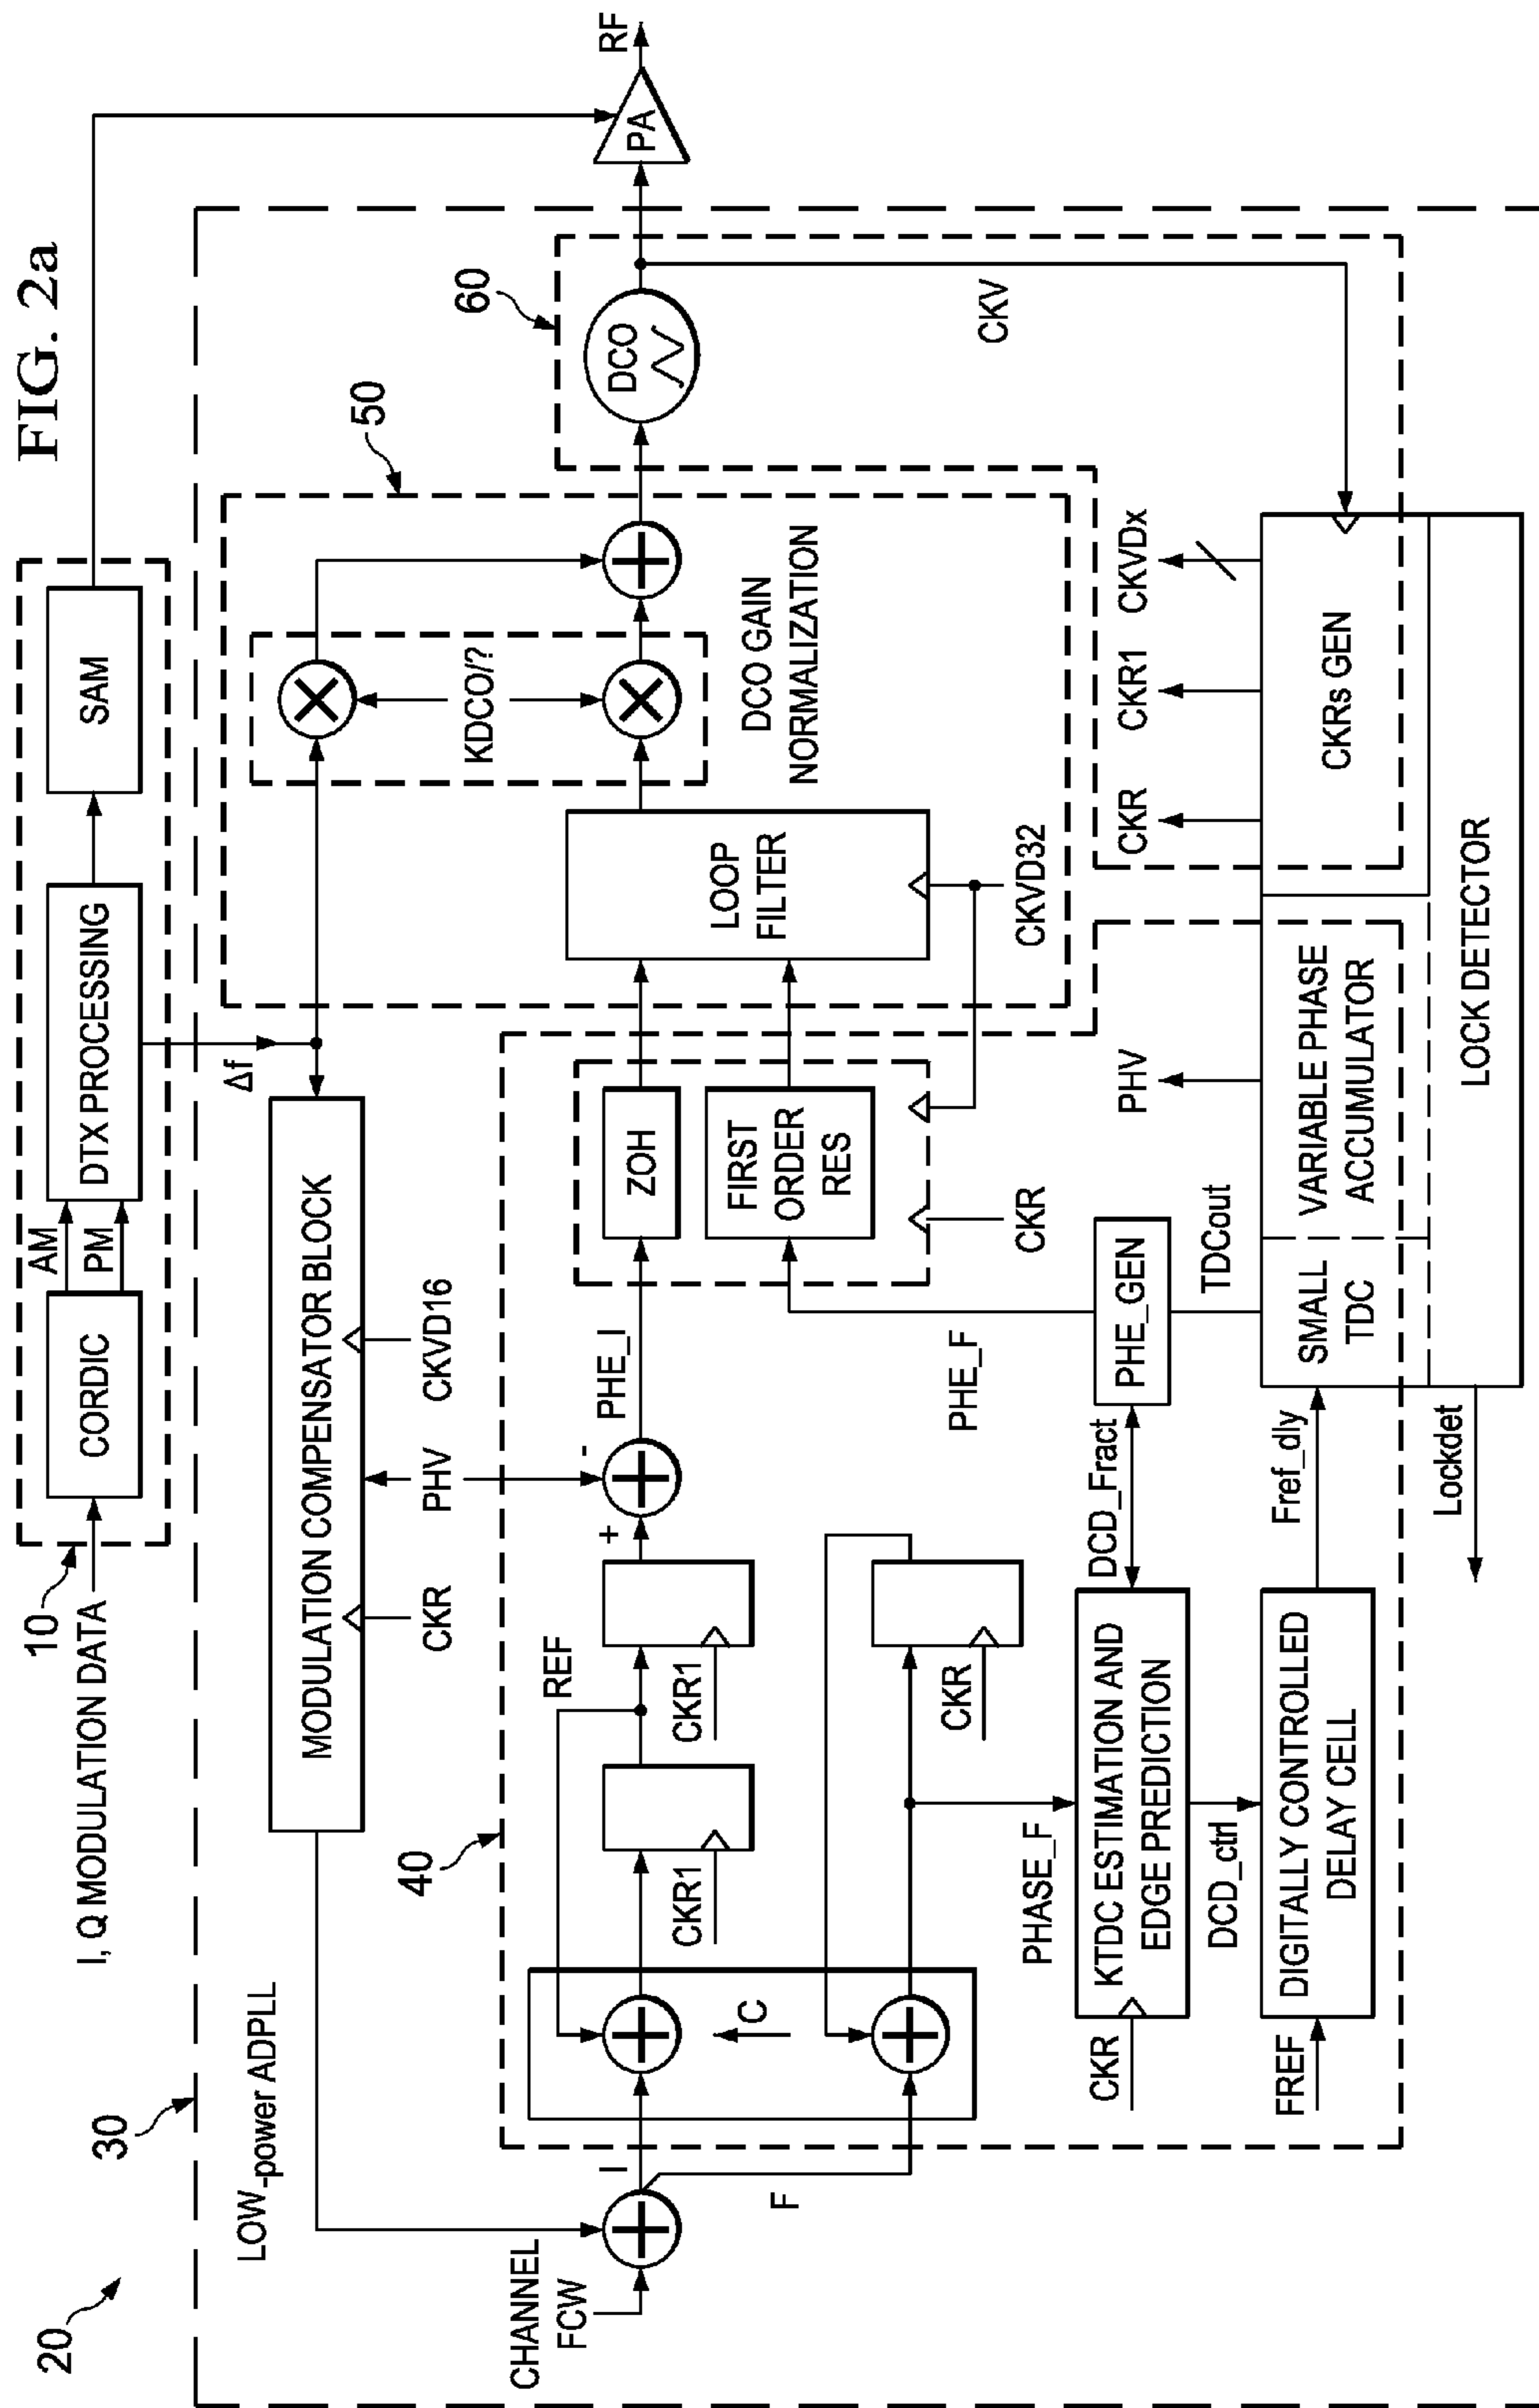 FIG. 2a
20
30
10
I, Q MODULATION DATA
CORDIC
AM
PM
DTX PROCESSING
SAM
Δf
LOW-power ADPLL
MODULATION COMPENSATOR BLOCK
CKR
PHV
CKVD16
50
KDCO/?
DCO GAIN
NORMALIZATION
LOOP
FILTER
CKVD32
60
DCO
CKV
PA
RF
40
CHANNEL
FCW
I
F
C
REF
CKR1
CKR1
CKR
+
-
PHE_I
PHE_F
ZOH
FIRST
ORDER
RES
CKR
PHASE_F
CKR
KTDC ESTIMATION AND
EDGE PREDICTION
DCD_Fract
PHE_GEN
DCD_ctrl
TDCout
FREF
DIGITALLY CONTROLLED
DELAY CELL
Fref_dly
SMALL
TDC
VARIABLE PHASE
ACCUMULATOR
PHV
CKRs GEN
CKR
CKR1
CKVDx
LOCK DETECTOR
Lockdet